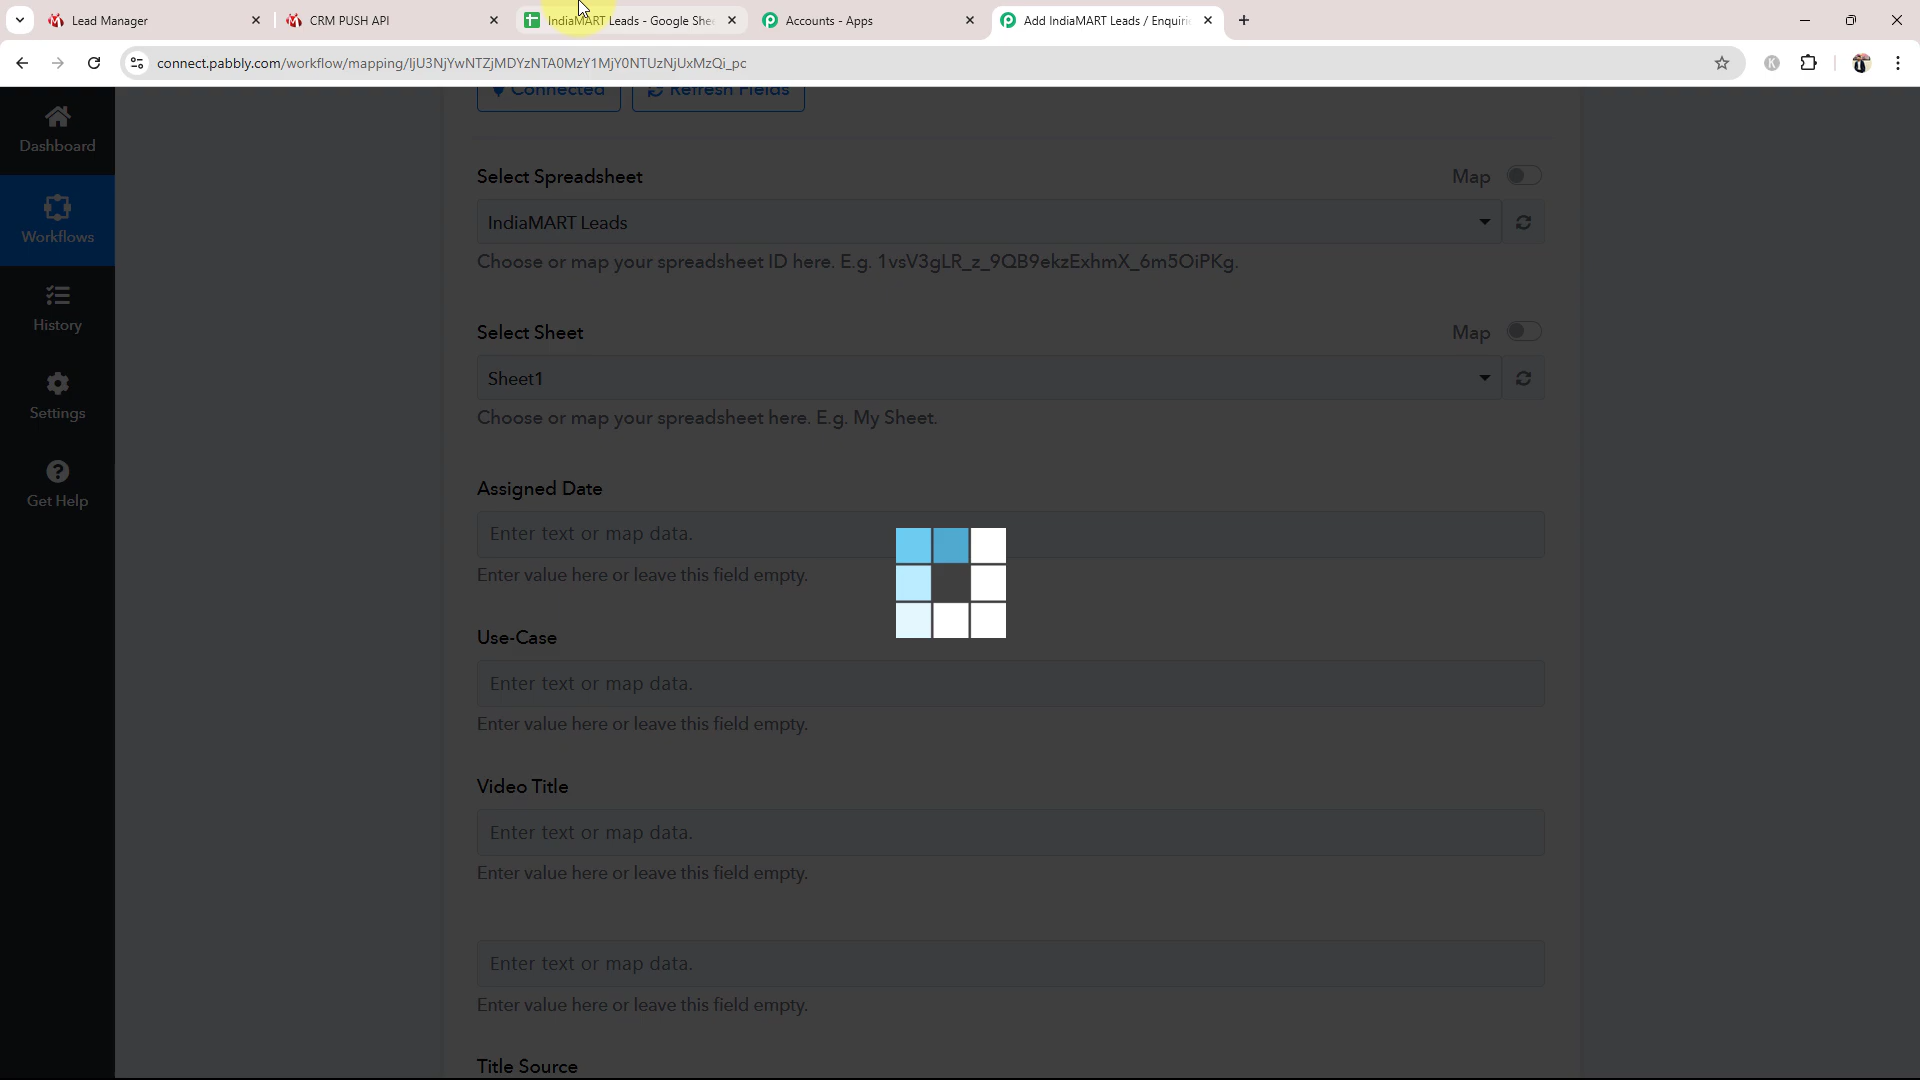 Lead Manager
CRM PUSH API
IndiaMART Leads - Google She
Accounts - Apps
Add IndiaMART Leads / Enquirie
connect.pabbly.com/workflow/mapping/IjU3NjYwNTZjMDYzNTA0MzY1MjY0NTUzNjUxMzQi_pc
K
Connected
Refresh Fields
Dashboard
Workflows
History
Settings
Get Help
Select Spreadsheet
Map
IndiaMART Leads
Choose or map your spreadsheet ID here. E.g. 1vsV3gLR_z_9QB9ekzExhmX_6m5OiPKg.
Select Sheet
Map
Sheet1
Choose or map your spreadsheet here. E.g. My Sheet.
Assigned Date
Enter text or map data.
Enter value here or leave this field empty.
Use-Case
Enter text or map data.
Enter value here or leave this field empty.
Video Title
Enter text or map data.
Enter value here or leave this field empty.
Enter text or map data.
Enter value here or leave this field empty.
Title Source